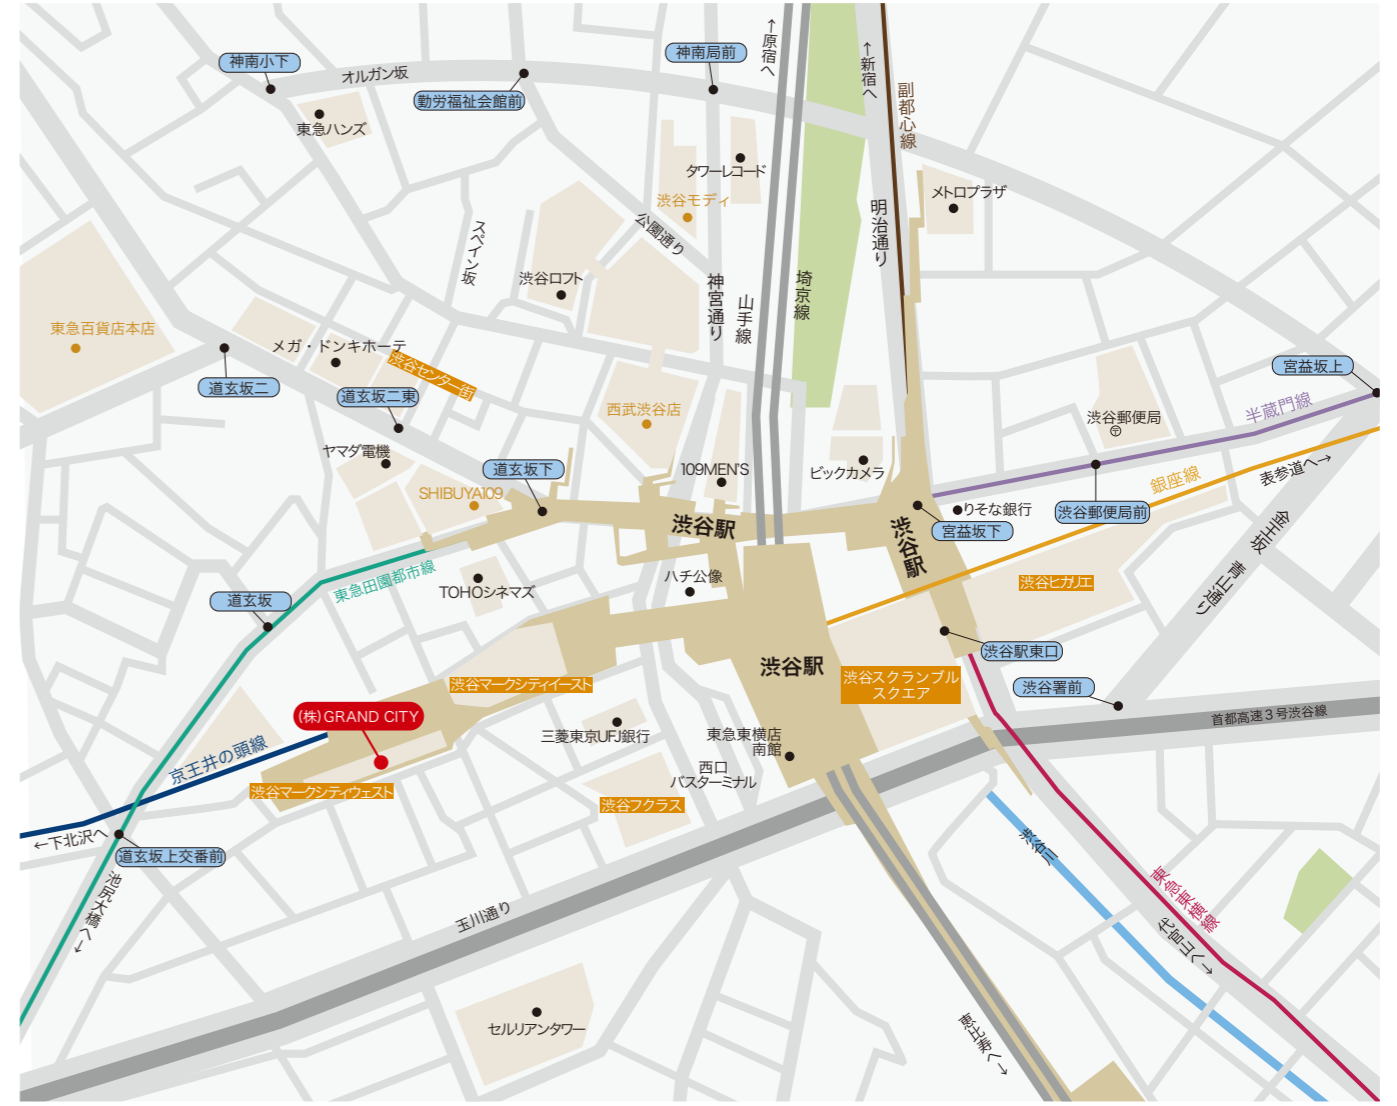 神南小下
オルガン坂
勤労福祉会館前
神南局前
↑原宿へ
↑新宿へ
副都心線
東急ハンズ
タワーレコード
メトロプラザ
渋谷モディ
公園通り
スペイン坂
明治通り
渋谷ロフト
神宮通り
山手線
埼京線
東急百貨店本店
メガ・ドンキホーテ
渋谷センター街
道玄坂二
道玄坂二東
西武渋谷店
宮益坂上
半蔵門線
渋谷郵便局
〒
ヤマダ電機
道玄坂下
109MEN'S
ビックカメラ
銀座線
表参道へ→
SHIBUYA109
りそな銀行
渋谷郵便局前
宮益坂下
渋谷駅
渋谷駅
金王坂
青山通り
東急田園都市線
TOHOシネマズ
ハチ公像
渋谷ヒカリエ
道玄坂
渋谷駅東口
渋谷駅
渋谷スクランブル
スクエア
渋谷署前
渋谷マークシティイースト
(株)GRAND CITY
首都高速3号渋谷線
三菱東京UFJ銀行
東急東横店
南館
京王井の頭線
西口
バスターミナル
渋谷マークシティウェスト
渋谷フクラス
←下北沢へ
道玄坂上交番前
渋谷川
池尻大橋へ→
東急東横線
玉川通り
代官山へ→
セルリアンタワー
恵比寿へ→